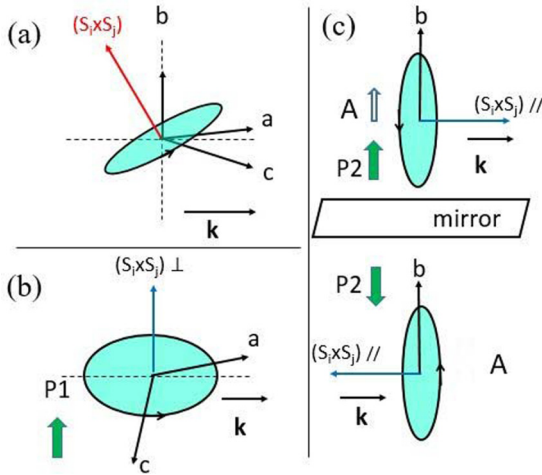 (a)
(SᵢxSⱼ)
b
a
c
k
(b)
(SᵢxSⱼ) ⊥
a
P1
k
c
(c)
b
A
(SᵢxSⱼ) //
P2
k
mirror
P2
b
(SᵢxSⱼ) //
A
k